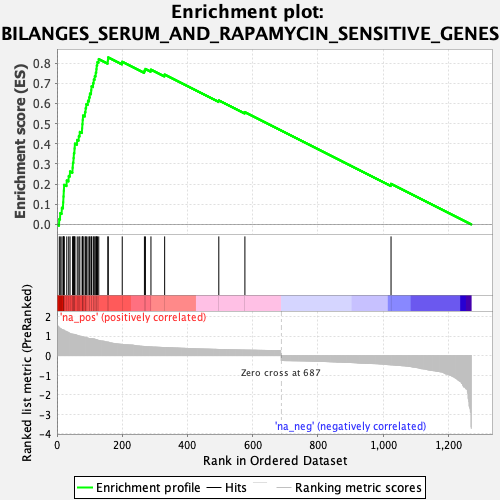 Enrichment plot:
BILANGES_SERUM_AND_RAPAMYCIN_SENSITIVE_GENES
Enrichment score (ES)
0.8
0.7
0.6
0.5
0.4
0.3
0.2
0.1
0.0
'na_pos' (positively correlated)
Ranked list metric (PreRanked)
2
1
0
-1
-2
-3
-4
Zero cross at 687
'na_neg' (negatively correlated)
0 200 400 600 800 1,000 1,200
Rank in Ordered Dataset
Enrichment profile Hits Ranking metric scores